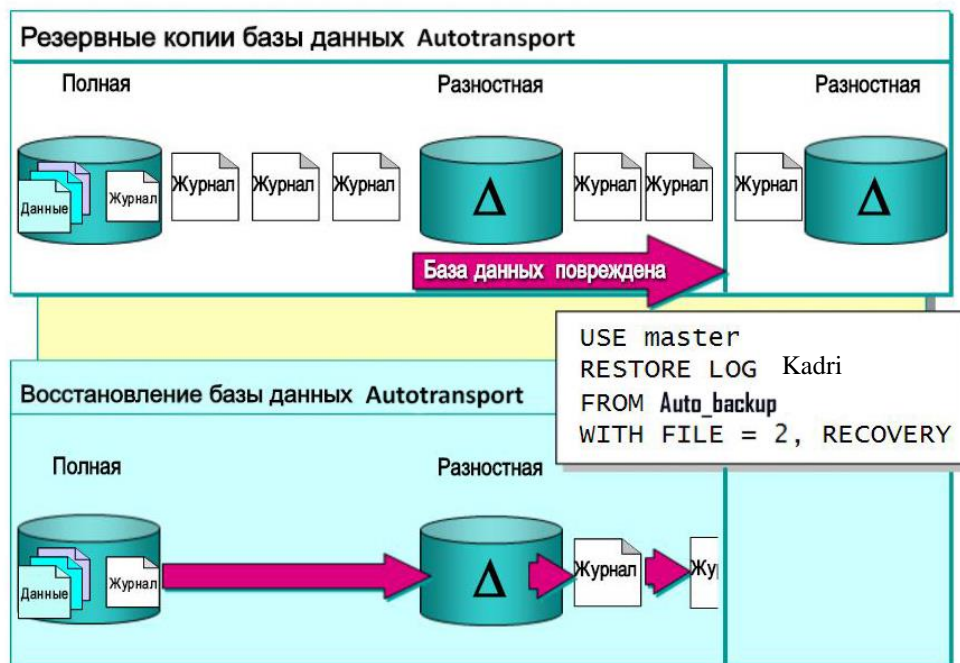 Резервные копии базы данных Autotransport
Полная Разностная Разностная
Данные Журнал Журнал Журнал Журнал Δ Журнал Журнал Журнал Δ
База данных повреждена
USE master
RESTORE LOG Kadri
FROM Auto_backup
WITH FILE = 2, RECOVERY
Восстановление базы данных Autotransport
Полная Разностная
Данные Журнал Δ Журнал Жу